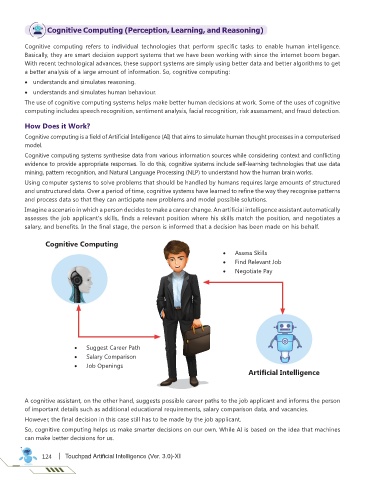 Cognitive Computing (Perception, Learning, and Reasoning)
Cognitive computing refers to individual technologies that perform specific tasks to enable human intelligence.
Basically, they are smart decision support systems that we have been working with since the internet boom began.
With recent technological advances, these support systems are simply using better data and better algorithms to get
a better analysis of a large amount of information. So, cognitive computing:
• understands and simulates reasoning.
• understands and simulates human behaviour.
The use of cognitive computing systems helps make better human decisions at work. Some of the uses of cognitive
computing includes speech recognition, sentiment analysis, facial recognition, risk assessment, and fraud detection.
How Does it Work?
Cognitive computing is a field of Artificial Intelligence (AI) that aims to simulate human thought processes in a computerised
model.
Cognitive computing systems synthesise data from various information sources while considering context and conflicting
evidence to provide appropriate responses. To do this, cognitive systems include self-learning technologies that use data
mining, pattern recognition, and Natural Language Processing (NLP) to understand how the human brain works.
Using computer systems to solve problems that should be handled by humans requires large amounts of structured
and unstructured data. Over a period of time, cognitive systems have learned to refine the way they recognise patterns
and process data so that they can anticipate new problems and model possible solutions.
Imagine a scenario in which a person decides to make a career change. An artificial intelligence assistant automatically
assesses the job applicant's skills, finds a relevant position where his skills match the position, and negotiates a
salary, and benefits. In the final stage, the person is informed that a decision has been made on his behalf.
Cognitive Computing
• Assess Skills
• Find Relevant Job
• Negotiate Pay
• Suggest Career Path
• Salary Comparison
• Job Openings
Artificial Intelligence
A cognitive assistant, on the other hand, suggests possible career paths to the job applicant and informs the person
of important details such as additional educational requirements, salary comparison data, and vacancies.
However, the final decision in this case still has to be made by the job applicant.
So, cognitive computing helps us make smarter decisions on our own. While AI is based on the idea that machines
can make better decisions for us.
124 | Touchpad Artificial Intelligence (Ver. 3.0)-XI